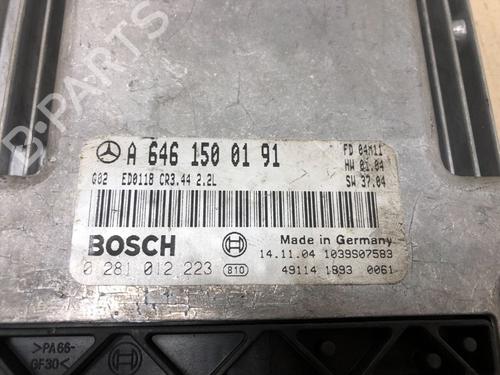 A 646 150 01 91
FD 04M11
HW 01.04
G02 ED0118 CR3.44 2.2L
SW 37.04
BOSCH
Made in Germany
14.11.04 1039S07583
0 281 012 223 810
49114 1893 0061
>PA66-
GF30<
B-PARTS